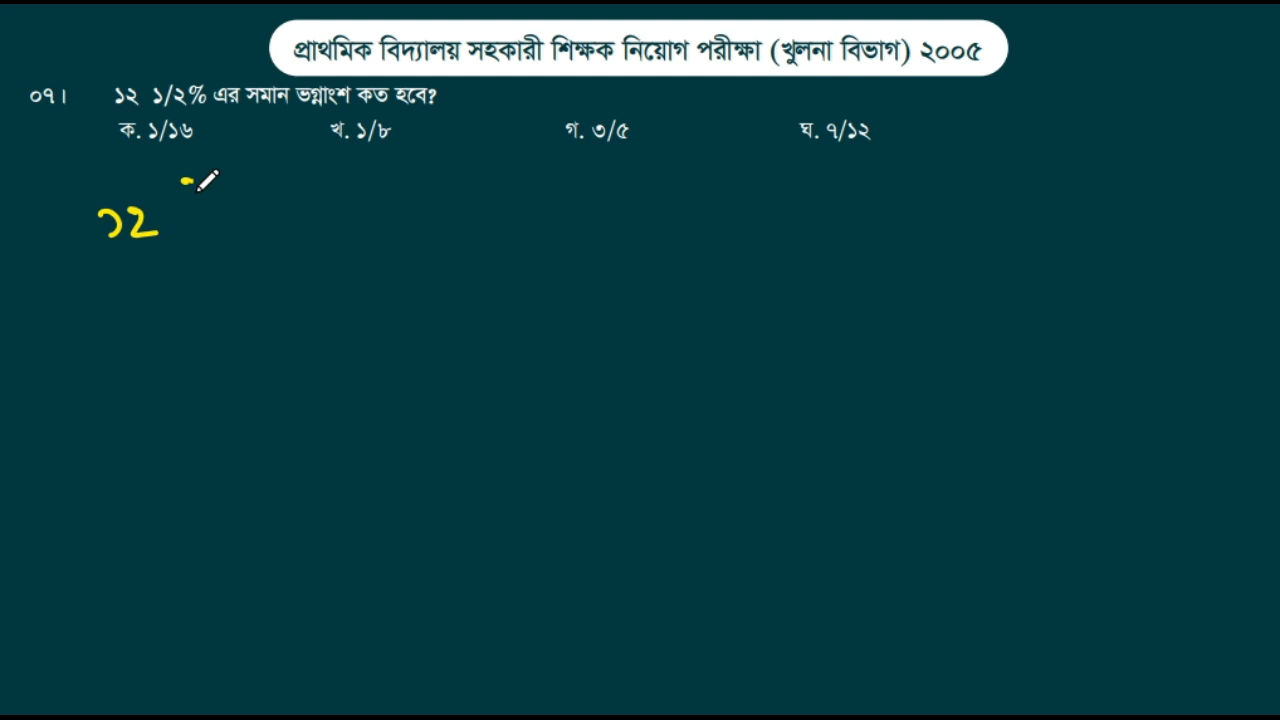 প্রাথমিক বিদ্যালয় সহকারী শিক্ষক নিয়োগ পরীক্ষা (খুলনা বিভাগ) ২০০৫
০৭। ১২ ১/২% এর সমান ভগ্নাংশ কত হবে?
ক. ১/১৬ খ. ১/৮ গ. ৩/৫ ঘ. ৭/১২
১২